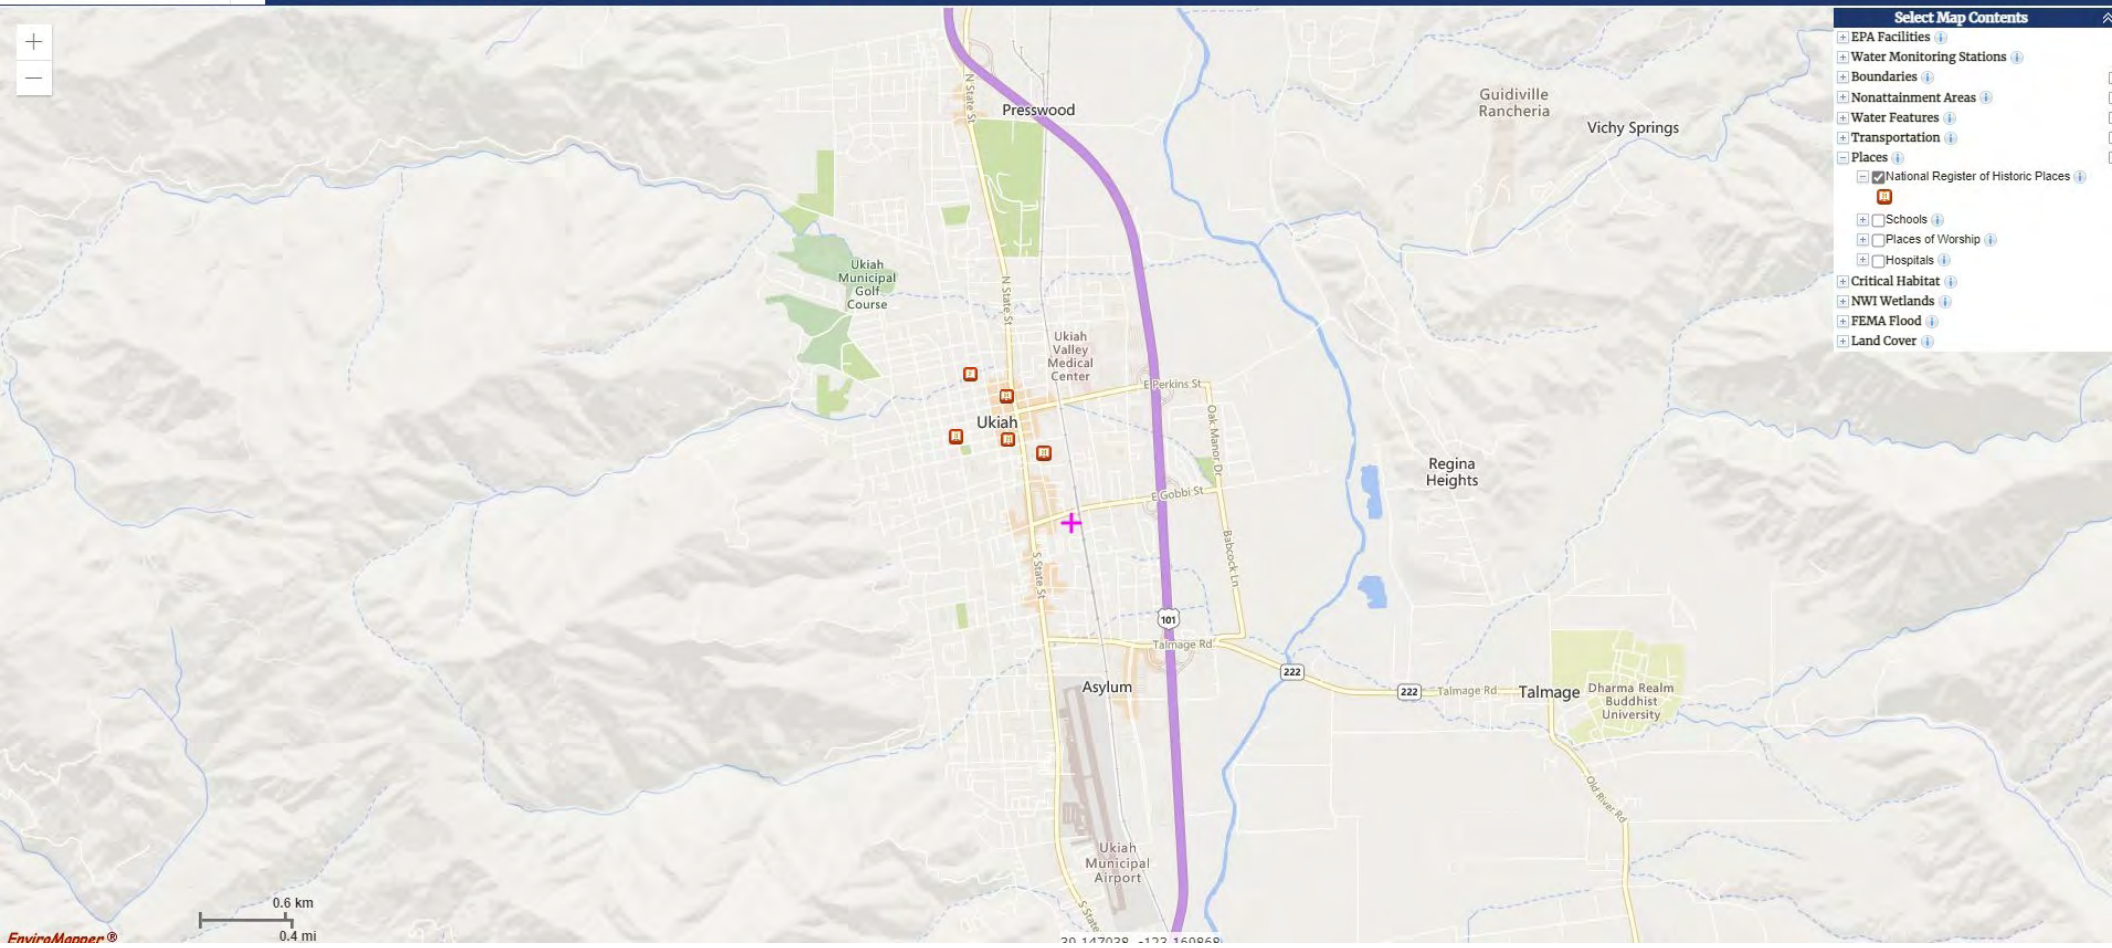 Select Map Contents
EPA Facilities
Water Monitoring Stations
Boundaries
Nonattainment Areas
Water Features
Transportation
Places
National Register of Historic Places
Schools
Places of Worship
Hospitals
Critical Habitat
NWI Wetlands
FEMA Flood
Land Cover
N State St
Presswood
Guidiville
Rancheria
Vichy Springs
Ukiah
Municipal
Golf
Course
N State St
Ukiah
Valley
Medical
Center
E Perkins St
Oak Manor Dr
Ukiah
Regina
Heights
E Gobbi St
Babcock Ln
S State St
101
Talmage Rd
222
222
Talmage Rd
Talmage
Asylum
Dharma Realm
Buddhist
University
Old River Rd
Ukiah
Municipal
Airport
S State
0.6 km
0.4 mi
EnviroMapper ®
39.147038, -123.169868